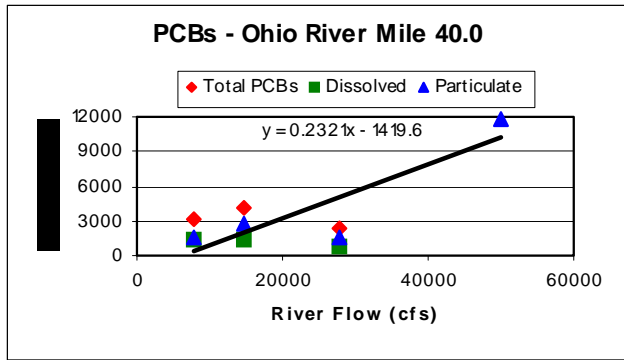 PCBs - Ohio River Mile 40.0
Total PCBs Dissolved Particulate
12000
9000
6000
3000
0
y = 0.2321x - 1419.6
0 20000 40000 60000
River Flow (cfs)